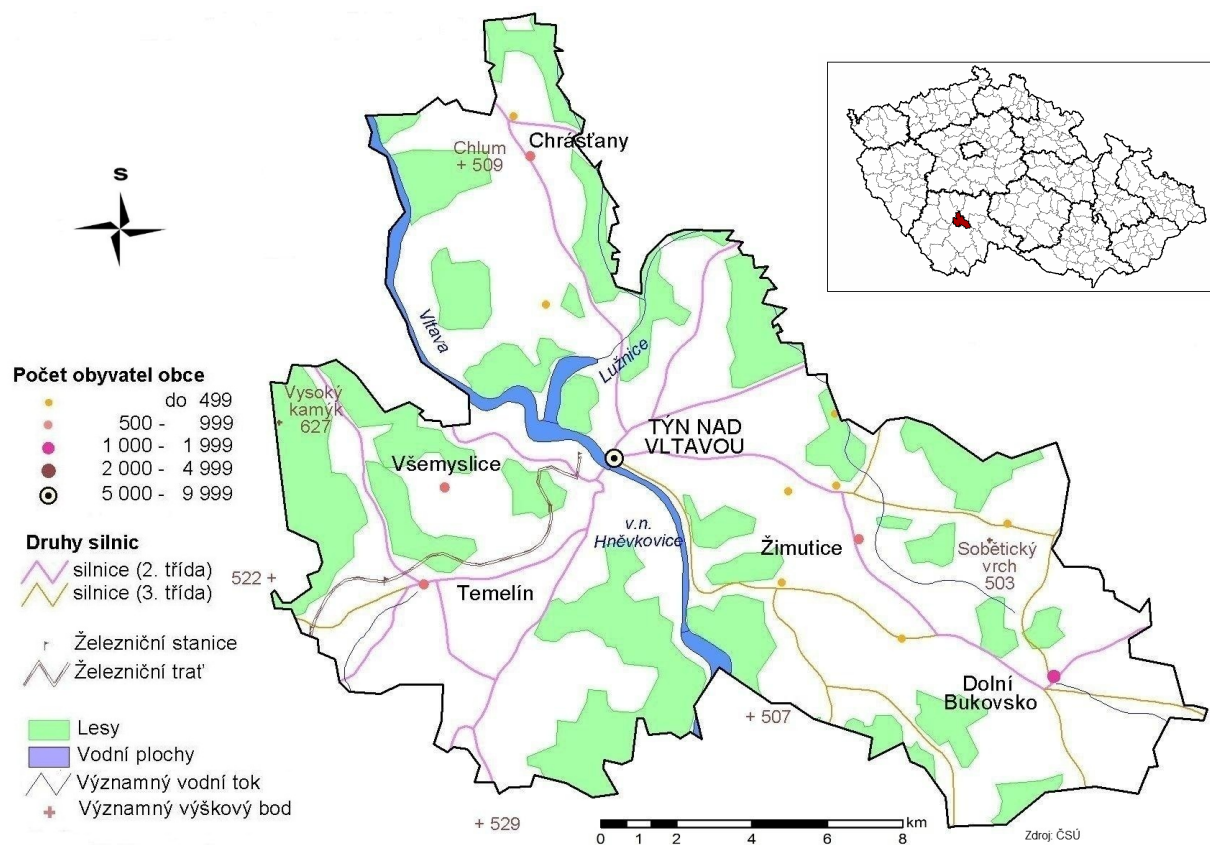 S
Chlum
+ 509
Chrásťany
Vltava
Lužnice
Počet obyvatel obce
do 499
500 - 999
1 000 - 1 999
2 000 - 4 999
5 000 - 9 999
Vysoký
kamýk
627
TÝN NAD
VLTAVOU
Všemyslice
v.n.
Hněvkovice
Žimutice
Sobětický
vrch
503
Druhy silnic
silnice (2. třída)
silnice (3. třída)
522 +
Temelín
Železniční stanice
Železniční trať
Dolní
Bukovsko
+ 507
Lesy
Vodní plochy
Významný vodní tok
Významný výškový bod
+ 529
km
0 1 2 4 6 8
Zdroj: ČSÚ